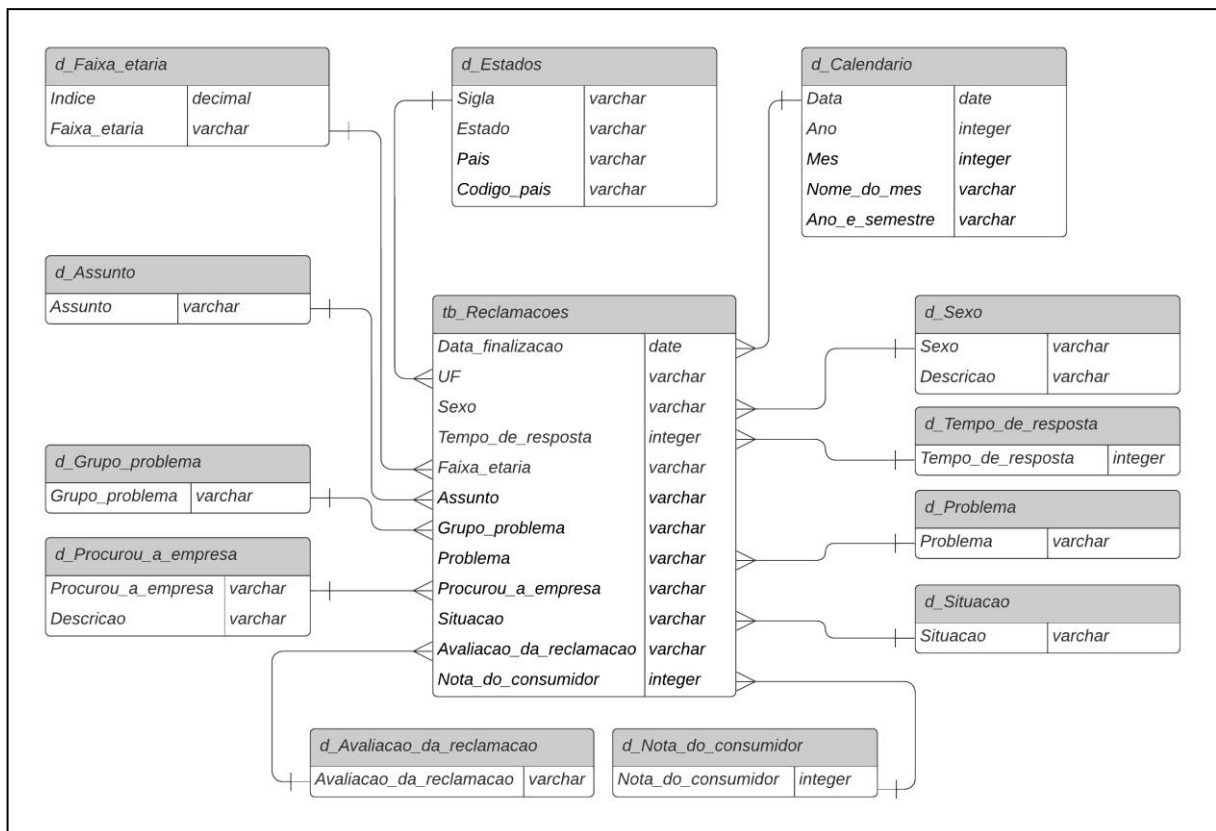 d_Faixa_etaria
Indice decimal
Faixa_etaria varchar
d_Estados
Sigla varchar
Estado varchar
Pais varchar
Codigo_pais varchar
d_Calendario
Data date
Ano integer
Mes integer
Nome_do_mes varchar
Ano_e_semestre varchar
d_Assunto
Assunto varchar
d_Grupo_problema
Grupo_problema varchar
d_Procurou_a_empresa
Procurou_a_empresa varchar
Descricao varchar
tb_Reclamacoes
Data_finalizacao date
UF varchar
Sexo varchar
Tempo_de_resposta integer
Faixa_etaria varchar
Assunto varchar
Grupo_problema varchar
Problema varchar
Procurou_a_empresa varchar
Situacao varchar
Avaliacao_da_reclamacao varchar
Nota_do_consumidor integer
d_Sexo
Sexo varchar
Descricao varchar
d_Tempo_de_resposta
Tempo_de_resposta integer
d_Problema
Problema varchar
d_Situacao
Situacao varchar
d_Avaliacao_da_reclamacao
Avaliacao_da_reclamacao varchar
d_Nota_do_consumidor
Nota_do_consumidor integer